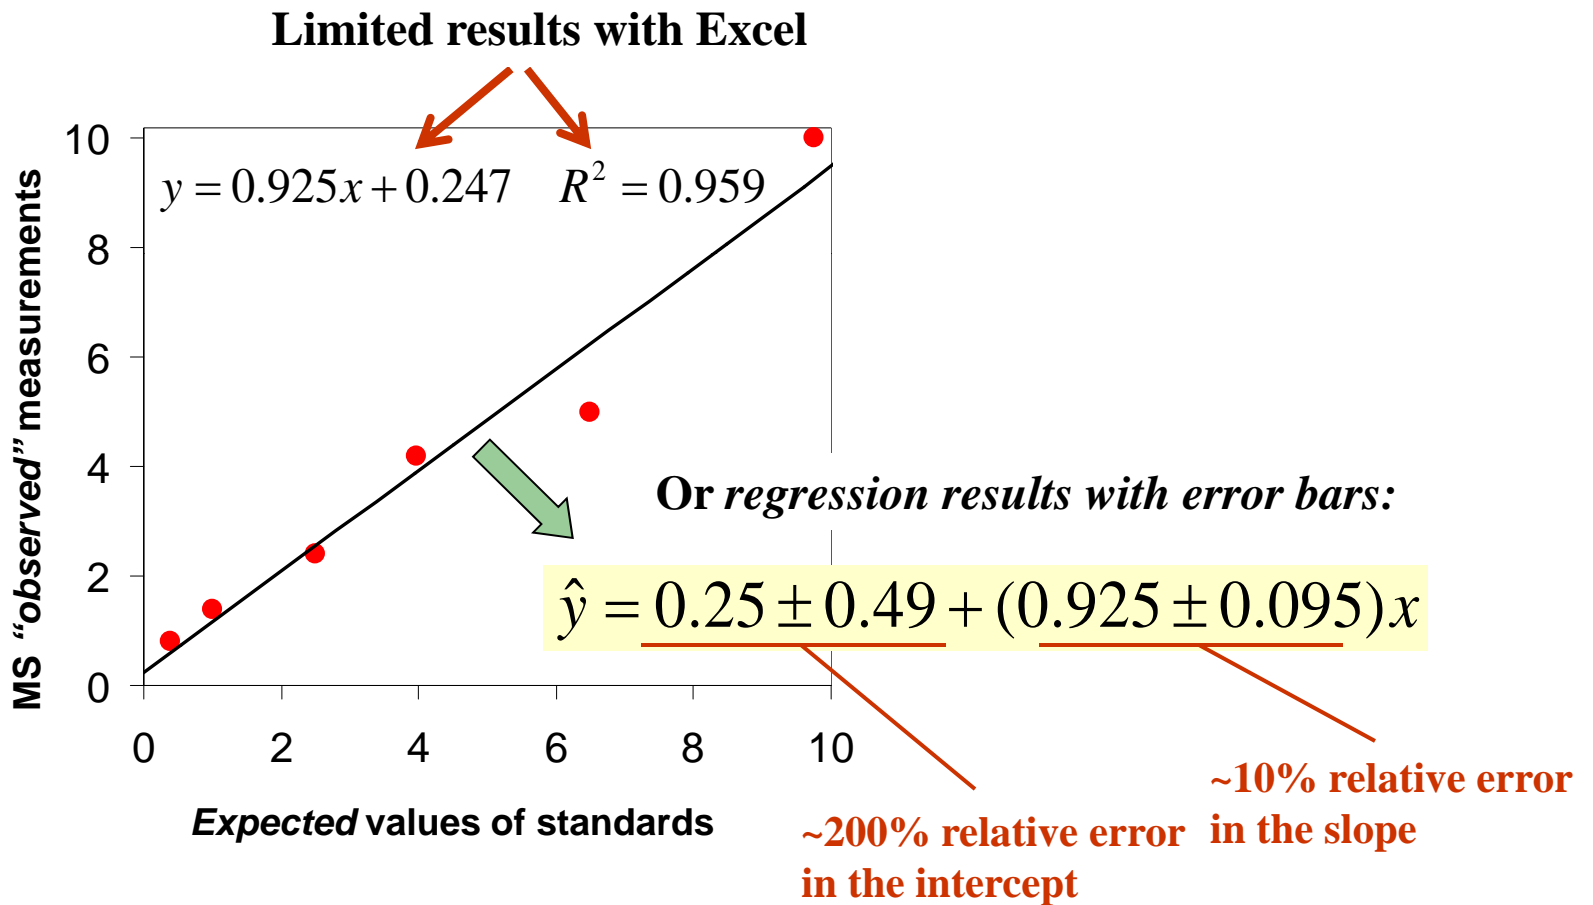 Limited results with Excel
y = 0.925x + 0.247 R² = 0.959
MS “observed” measurements
10
8
6
4
2
0
0 2 4 6 8 10
Expected values of standards
Or regression results with error bars:
ŷ = 0.25 ± 0.49 + (0.925 ± 0.095)x
~200% relative error
in the intercept
~10% relative error
in the slope